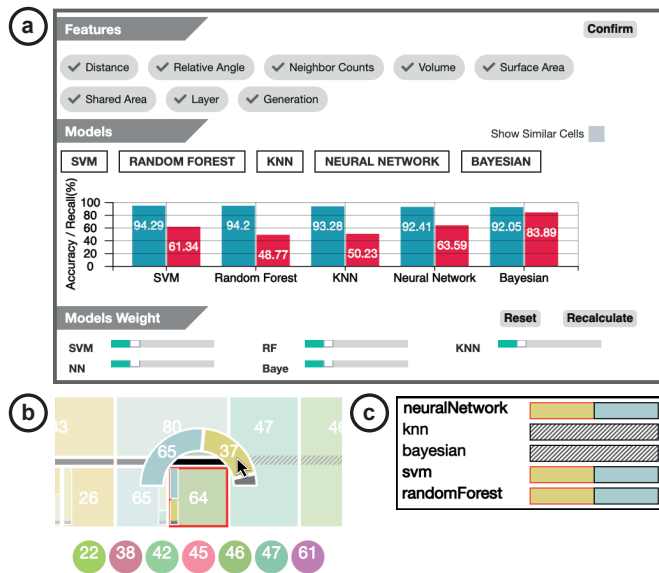 a
Features
Confirm
Distance
Relative Angle
Neighbor Counts
Volume
Surface Area
Shared Area
Layer
Generation
Models
Show Similar Cells
SVM
RANDOM FOREST
KNN
NEURAL NETWORK
BAYESIAN
Accuracy / Recall(%)
100
80
60
40
20
0
94.29
61.34
94.2
48.77
93.28
50.23
92.41
63.59
92.05
83.89
SVM
Random Forest
KNN
Neural Network
Bayesian
Models Weight
Reset
Recalculate
SVM
RF
KNN
NN
Baye
b
80
47
65
37
26
65
64
22
38
42
45
46
47
61
c
neuralNetwork
knn
bayesian
svm
randomForest